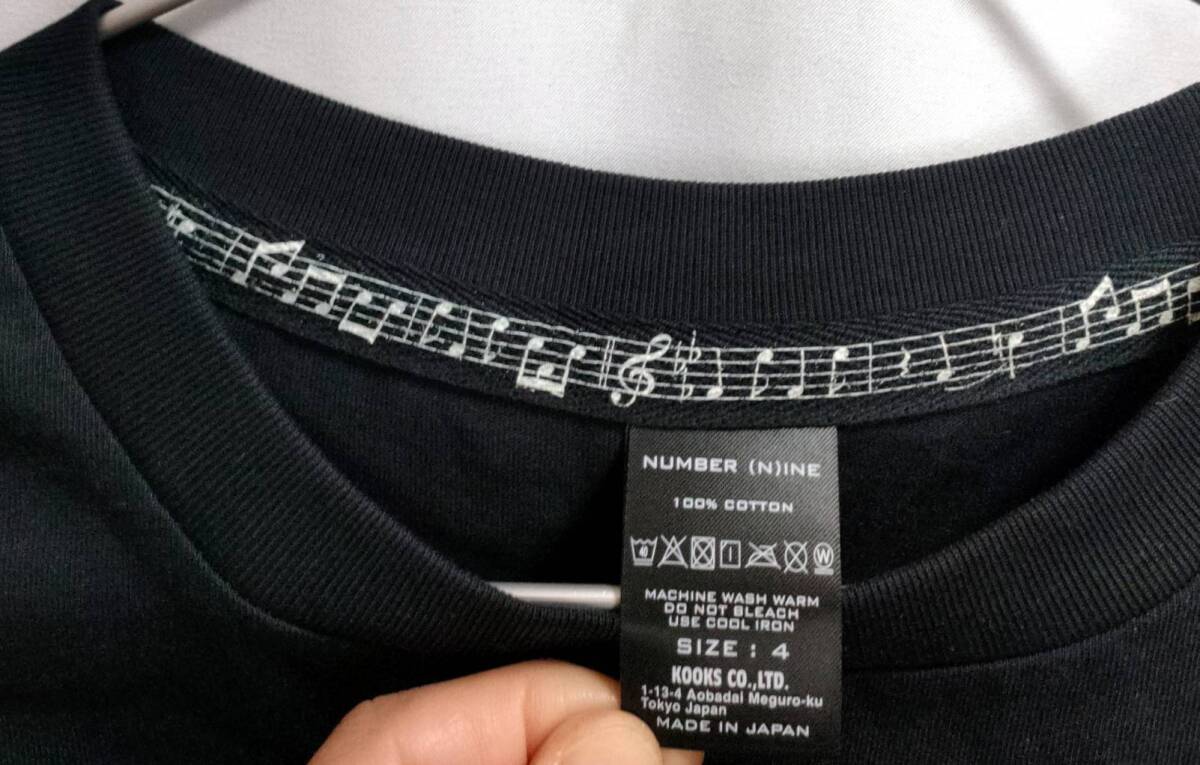 NUMBER (N)INE
100% COTTON
40
W
MACHINE WASH WARM
DO NOT BLEACH
USE COOL IRON
SIZE : 4
KOOKS CO.,LTD.
1-13-4 Aobadai Meguro-ku
Tokyo Japan
MADE IN JAPAN